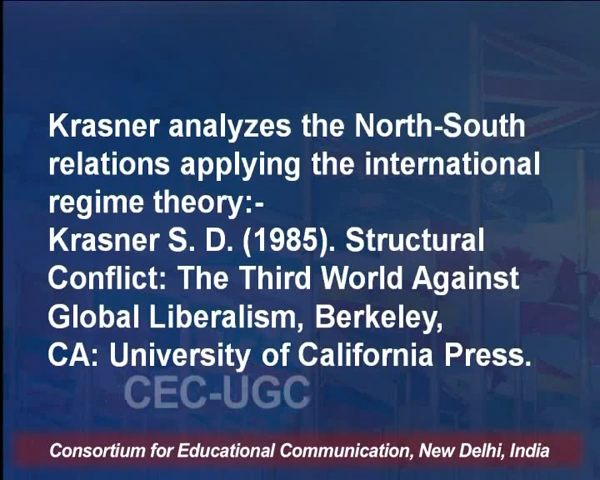 Krasner analyzes the North-South
relations applying the international
regime theory:-
Krasner S. D. (1985). Structural
Conflict: The Third World Against
Global Liberalism, Berkeley,
CA: University of California Press.
CEC-UGC
Consortium for Educational Communication, New Delhi, India